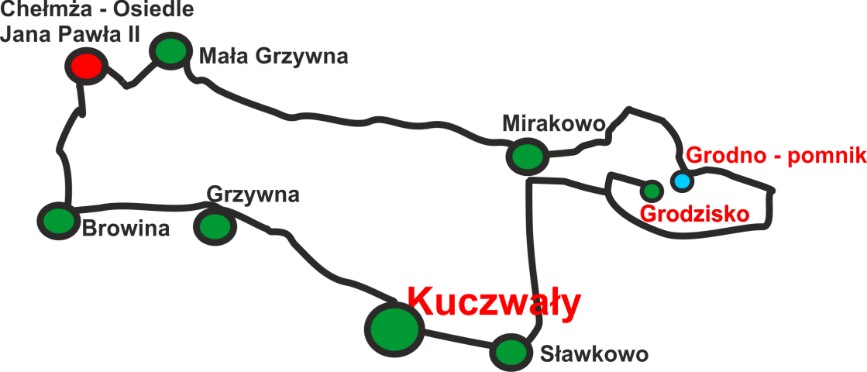 Chełmża - Osiedle
Jana Pawła II
Mała Grzywna
Mirakowo
Grodno - pomnik
Grodzisko
Grzywna
Browina
Kuczwały
Sławkowo